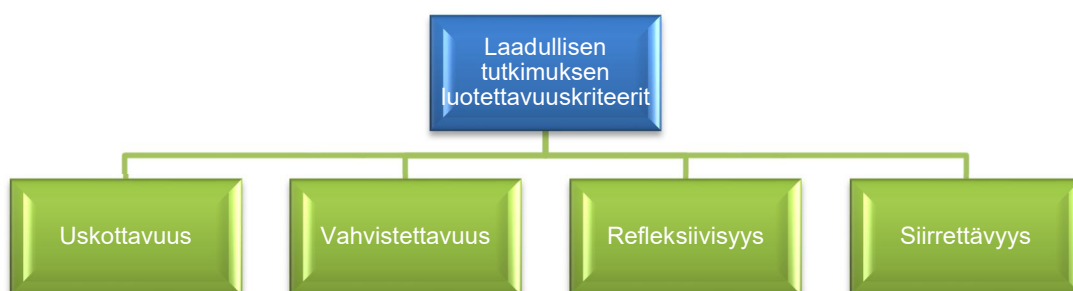 Laadullisen
tutkimuksen
luotettavuuskriteerit
Uskottavuus
Vahvistettavuus
Refleksiivisyys
Siirrettävyys